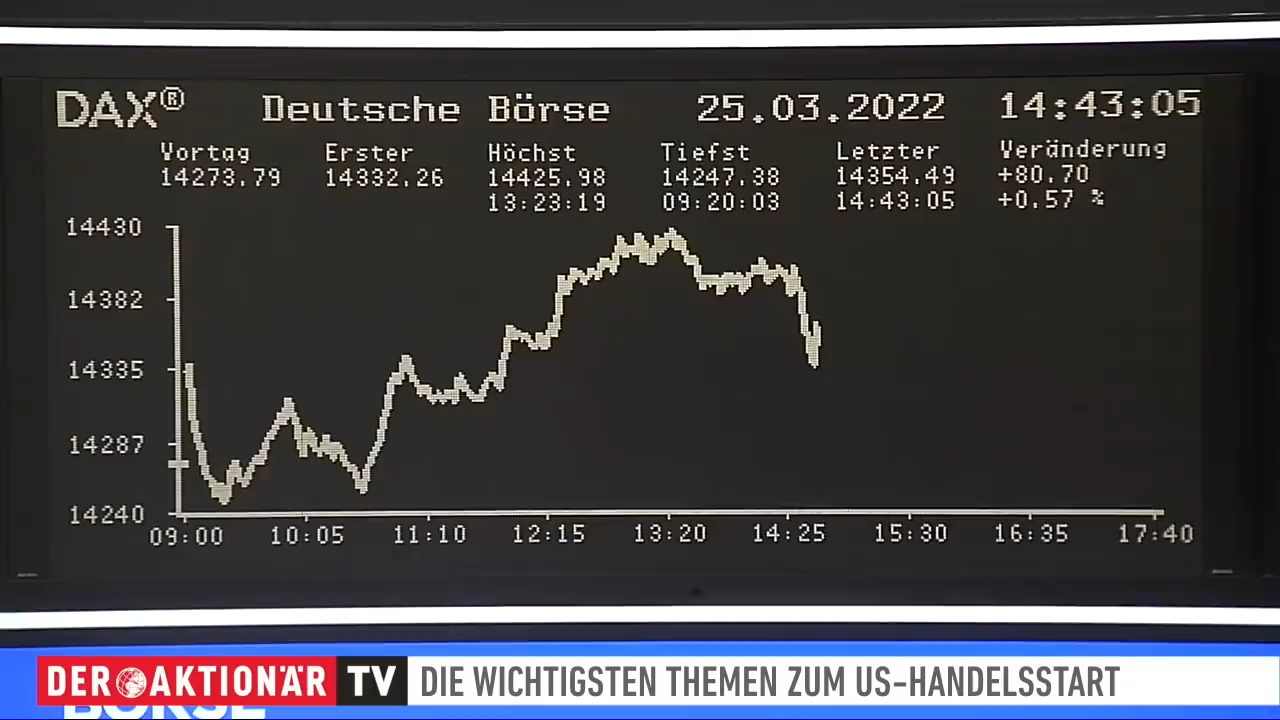 DAX® Deutsche Börse 25.03.2022 14:43:05
Vortag Erster Höchst Tiefst Letzter Veränderung
14273.79 14332.26 14425.98 14247.38 14354.49 +80.70
13:23:19 09:20:03 14:43:05 +0.57 %
14430
14382
14335
14287
14240
09:00 10:05 11:10 12:15 13:20 14:25 15:30 16:35 17:40
DER AKTIONÄR TV DIE WICHTIGSTEN THEMEN ZUM US-HANDELSSTART
BÖRSE